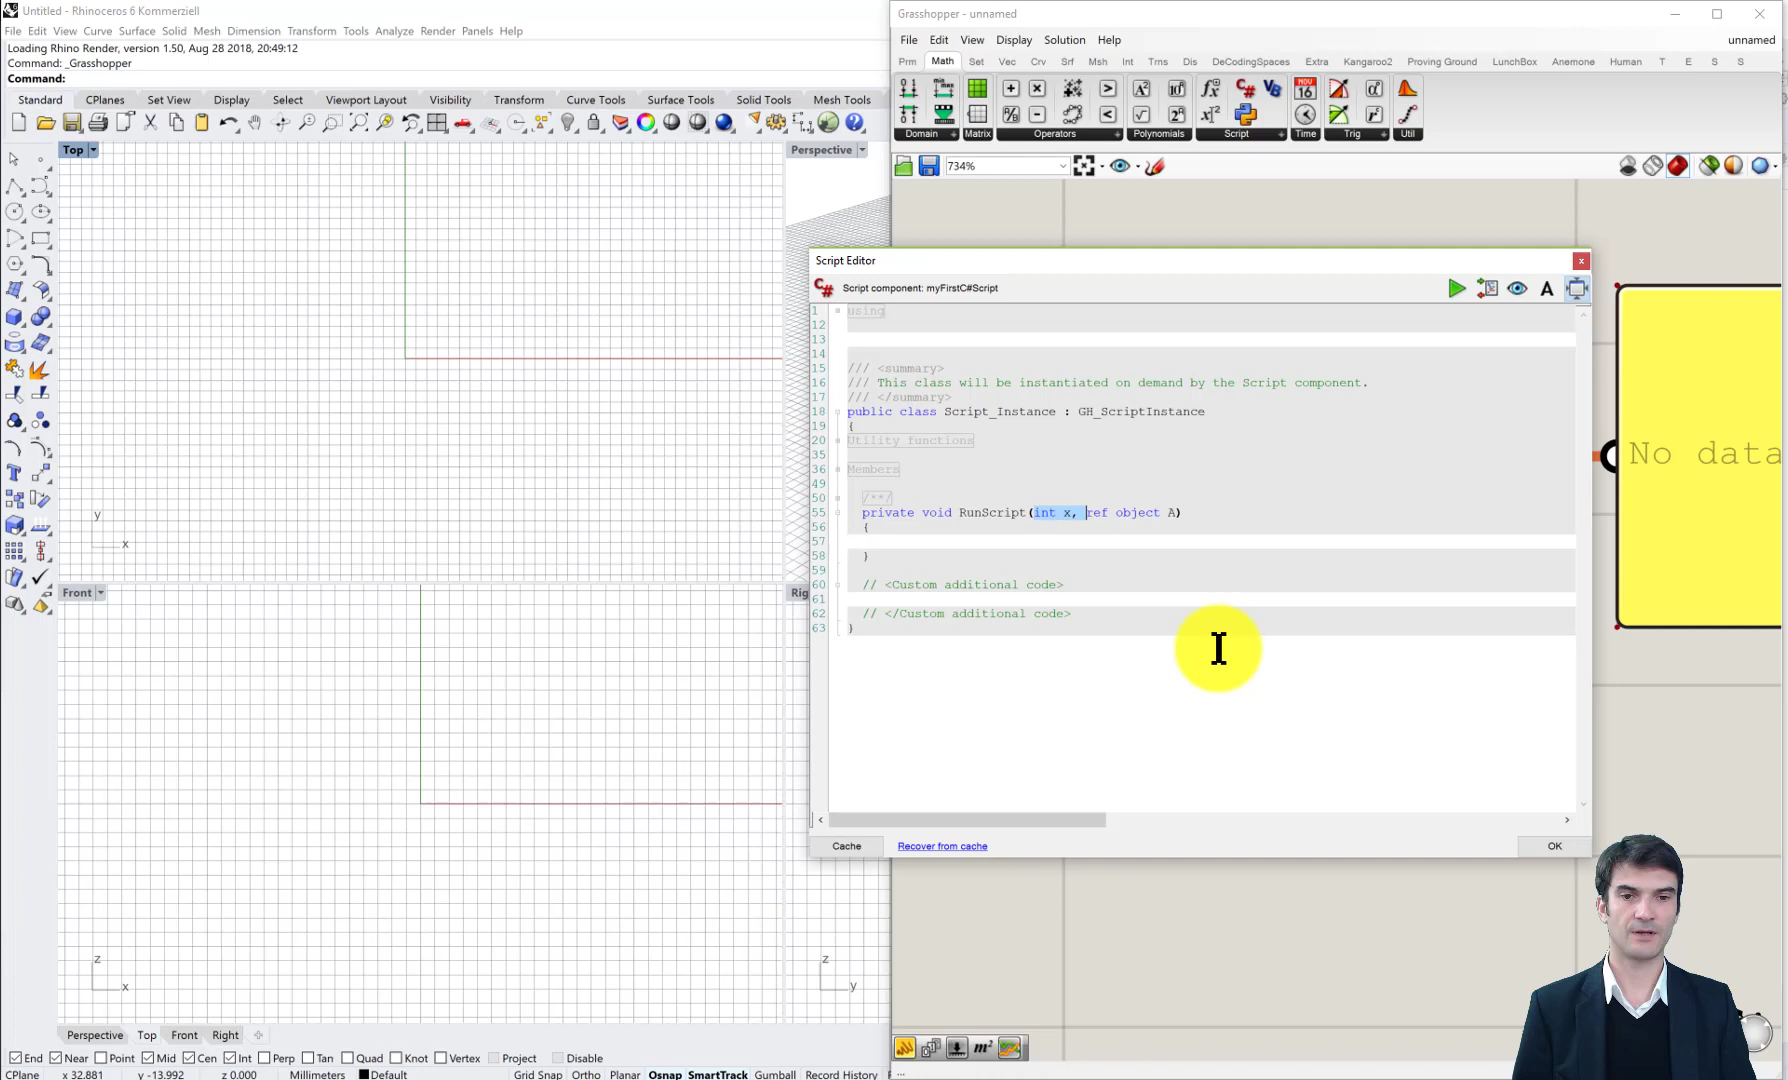 Untitled - Rhinoceros 6 Kommerziell
File Edit View Curve Surface Solid Mesh Dimension Transform Tools Analyze Render Panels Help
Loading Rhino Render, version 1.50, Aug 28 2018, 20:49:12
Command: _Grasshopper
Command:
Standard CPlanes Set View Display Select Viewport Layout Visibility Transform Curve Tools Surface Tools Solid Tools Mesh Tools
Top
Perspective
y
x
Front
Rig
z
x
z
y
Perspective Top Front Right
End Near Point Mid Cen Int Perp Tan Quad Knot Vertex Project Disable
CPlane x 32.881 y -13.992 z 0.000 Millimeters Default Grid Snap Ortho Planar Osnap SmartTrack Gumball Record History
Grasshopper - unnamed
File Edit View Display Solution Help
unnamed
Prm Math Set Vec Crv Srf Msh Int Trns Dis DeCodingSpaces Extra Kangaroo2 Proving Ground LunchBox Anemone Human T E S S
Domain Matrix Operators Polynomials Script Time Trig Util
734%
Script Editor
C# Script component: myFirstC#Script
1 using
12
13
14
15 /// <summary>
16 /// This class will be instantiated on demand by the Script component.
17 /// </summary>
18 public class Script_Instance : GH_ScriptInstance
19 {
20 Utility functions
35
36 Members
49
50 /**/
55 private void RunScript(int x, ref object A)
56 {
57
58 }
59
60 // <Custom additional code>
61
62 // </Custom additional code>
63 }
Cache Recover from cache OK
No data
m²